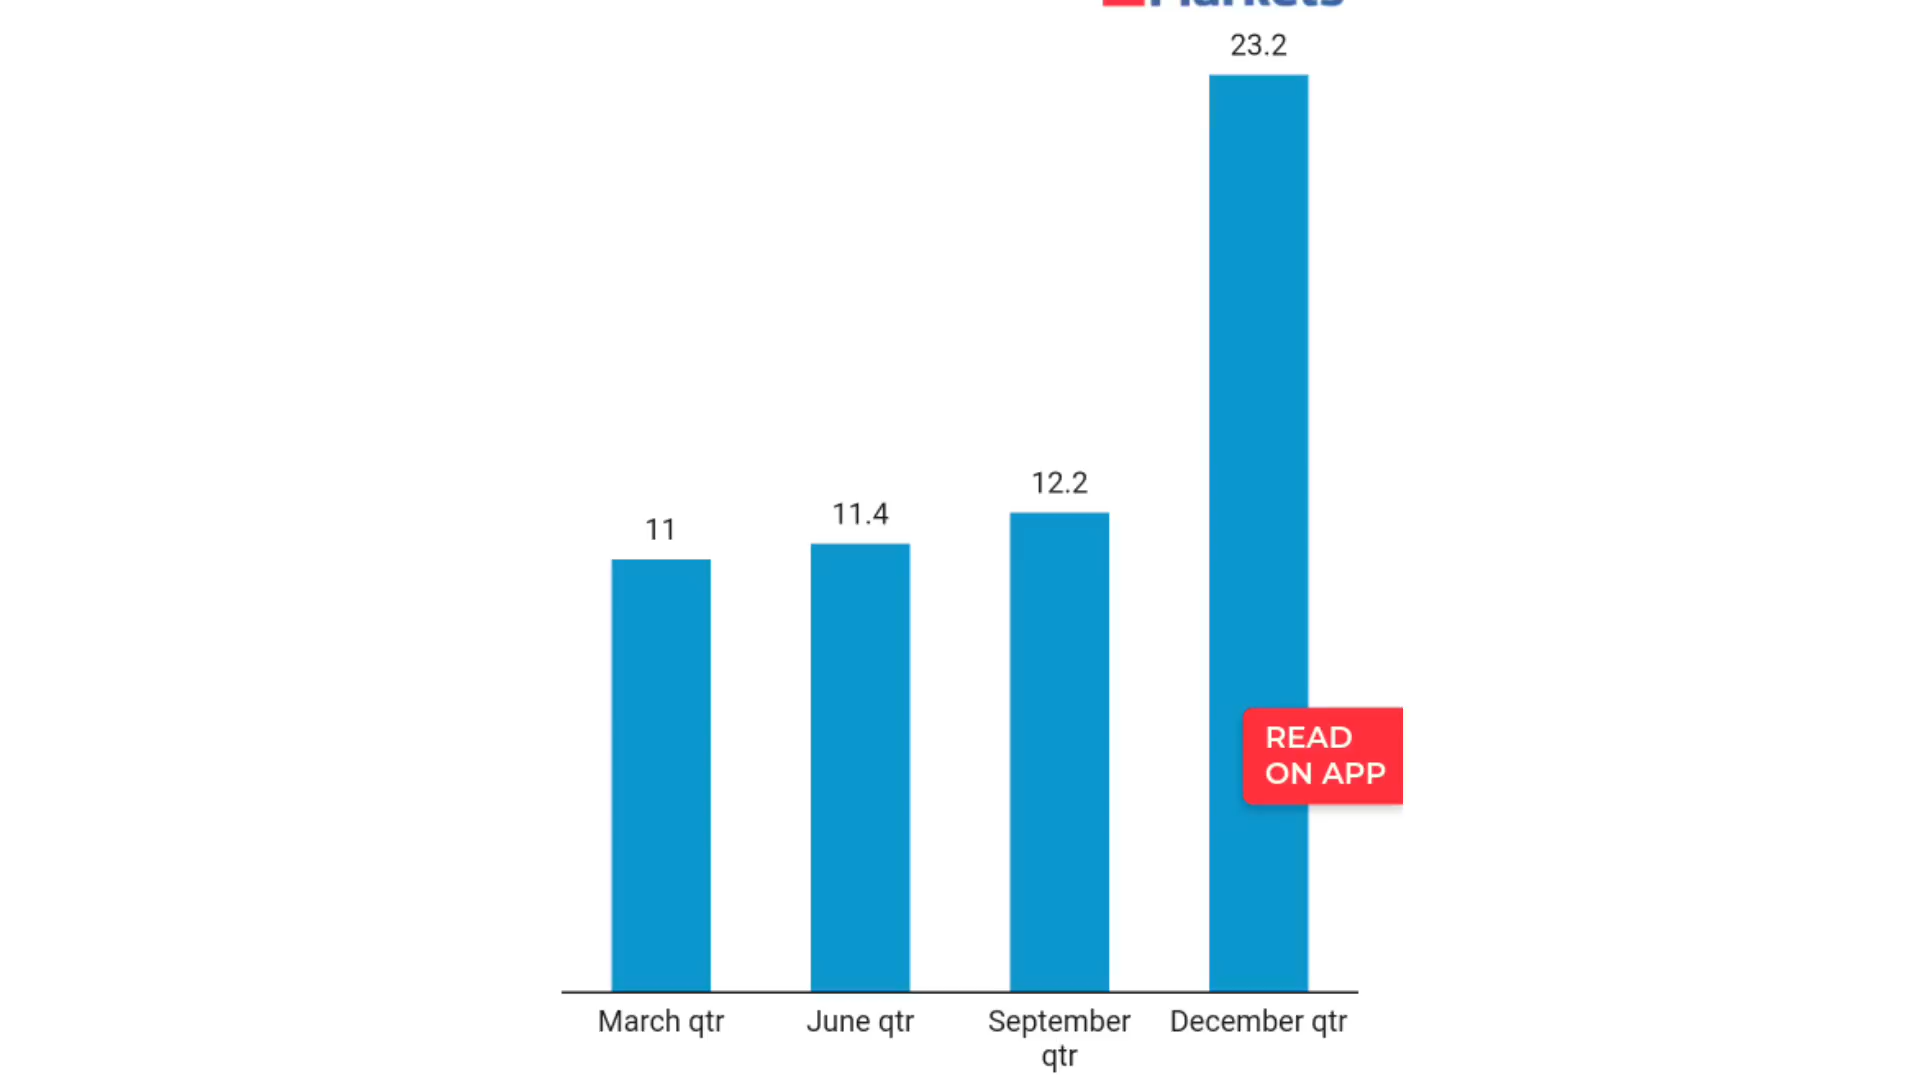 23.2
12.2
11.4
11
READ
ON APP
March qtr
June qtr
September
qtr
December qtr